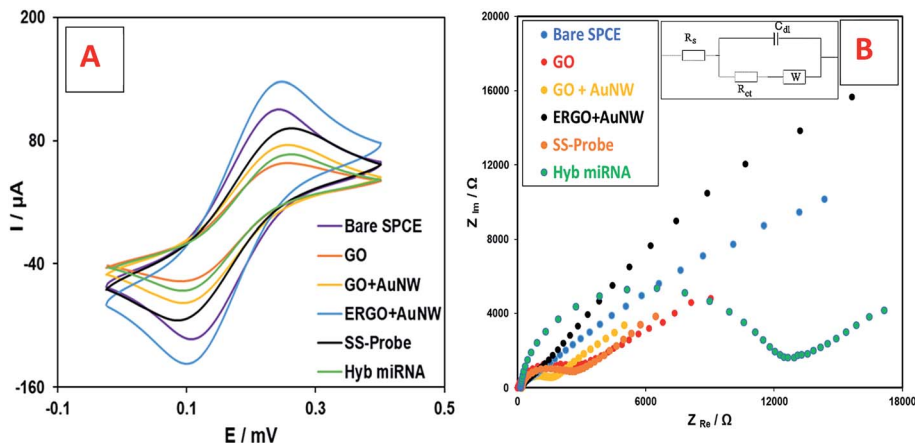 A
200
80
-40
-160
-0.1
0.1
0.3
0.5
I / µA
E / mV
Bare SPCE
GO
GO+AuNW
ERGO+AuNW
SS-Probe
Hyb miRNA
B
20000
16000
12000
8000
4000
0
0
6000
12000
18000
Z Im / Ω
Z Re / Ω
Bare SPCE
GO
GO + AuNW
ERGO+AuNW
SS-Probe
Hyb miRNA
Rs
Cdl
Rct
W